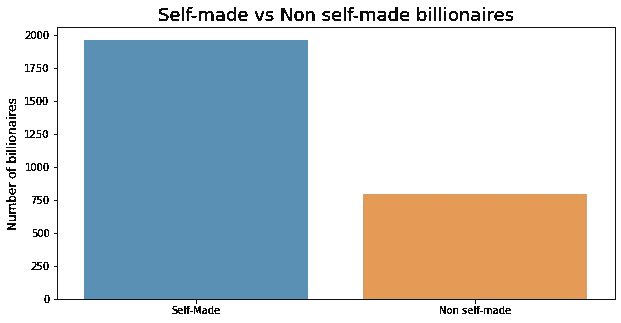 Self-made vs Non self-made billionaires
Number of billionaires
2000
1750
1500
1250
1000
750
500
250
0
Self-Made
Non self-made